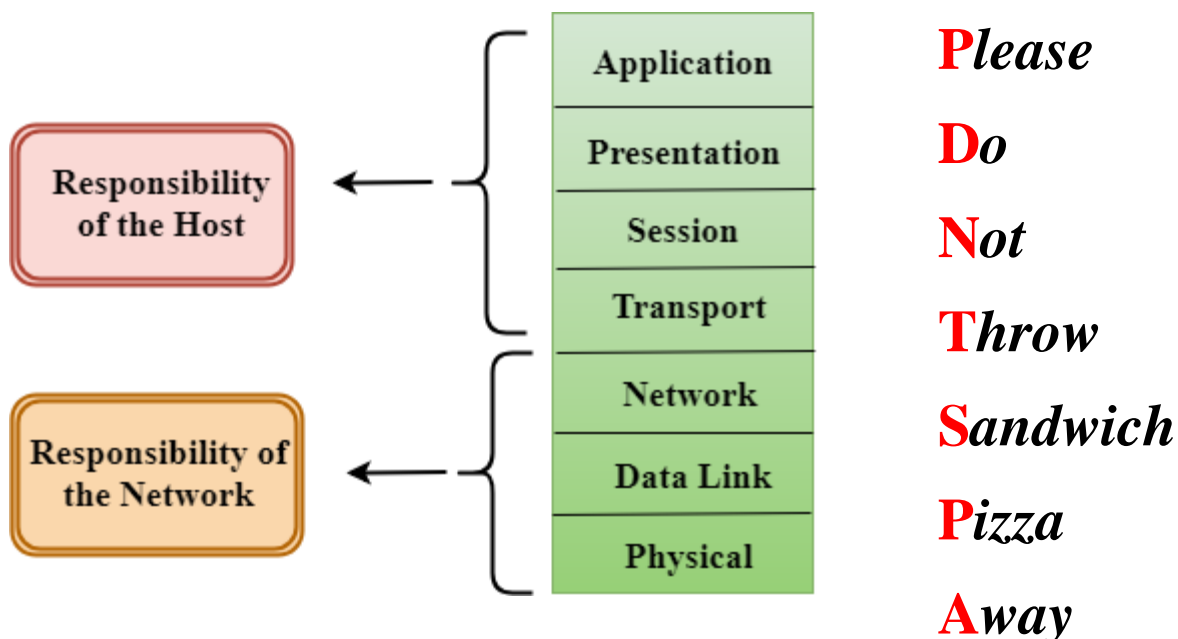 Responsibility
of the Host
Responsibility of
the Network
Application
Presentation
Session
Transport
Network
Data Link
Physical
Please
Do
Not
Throw
Sandwich
Pizza
Away